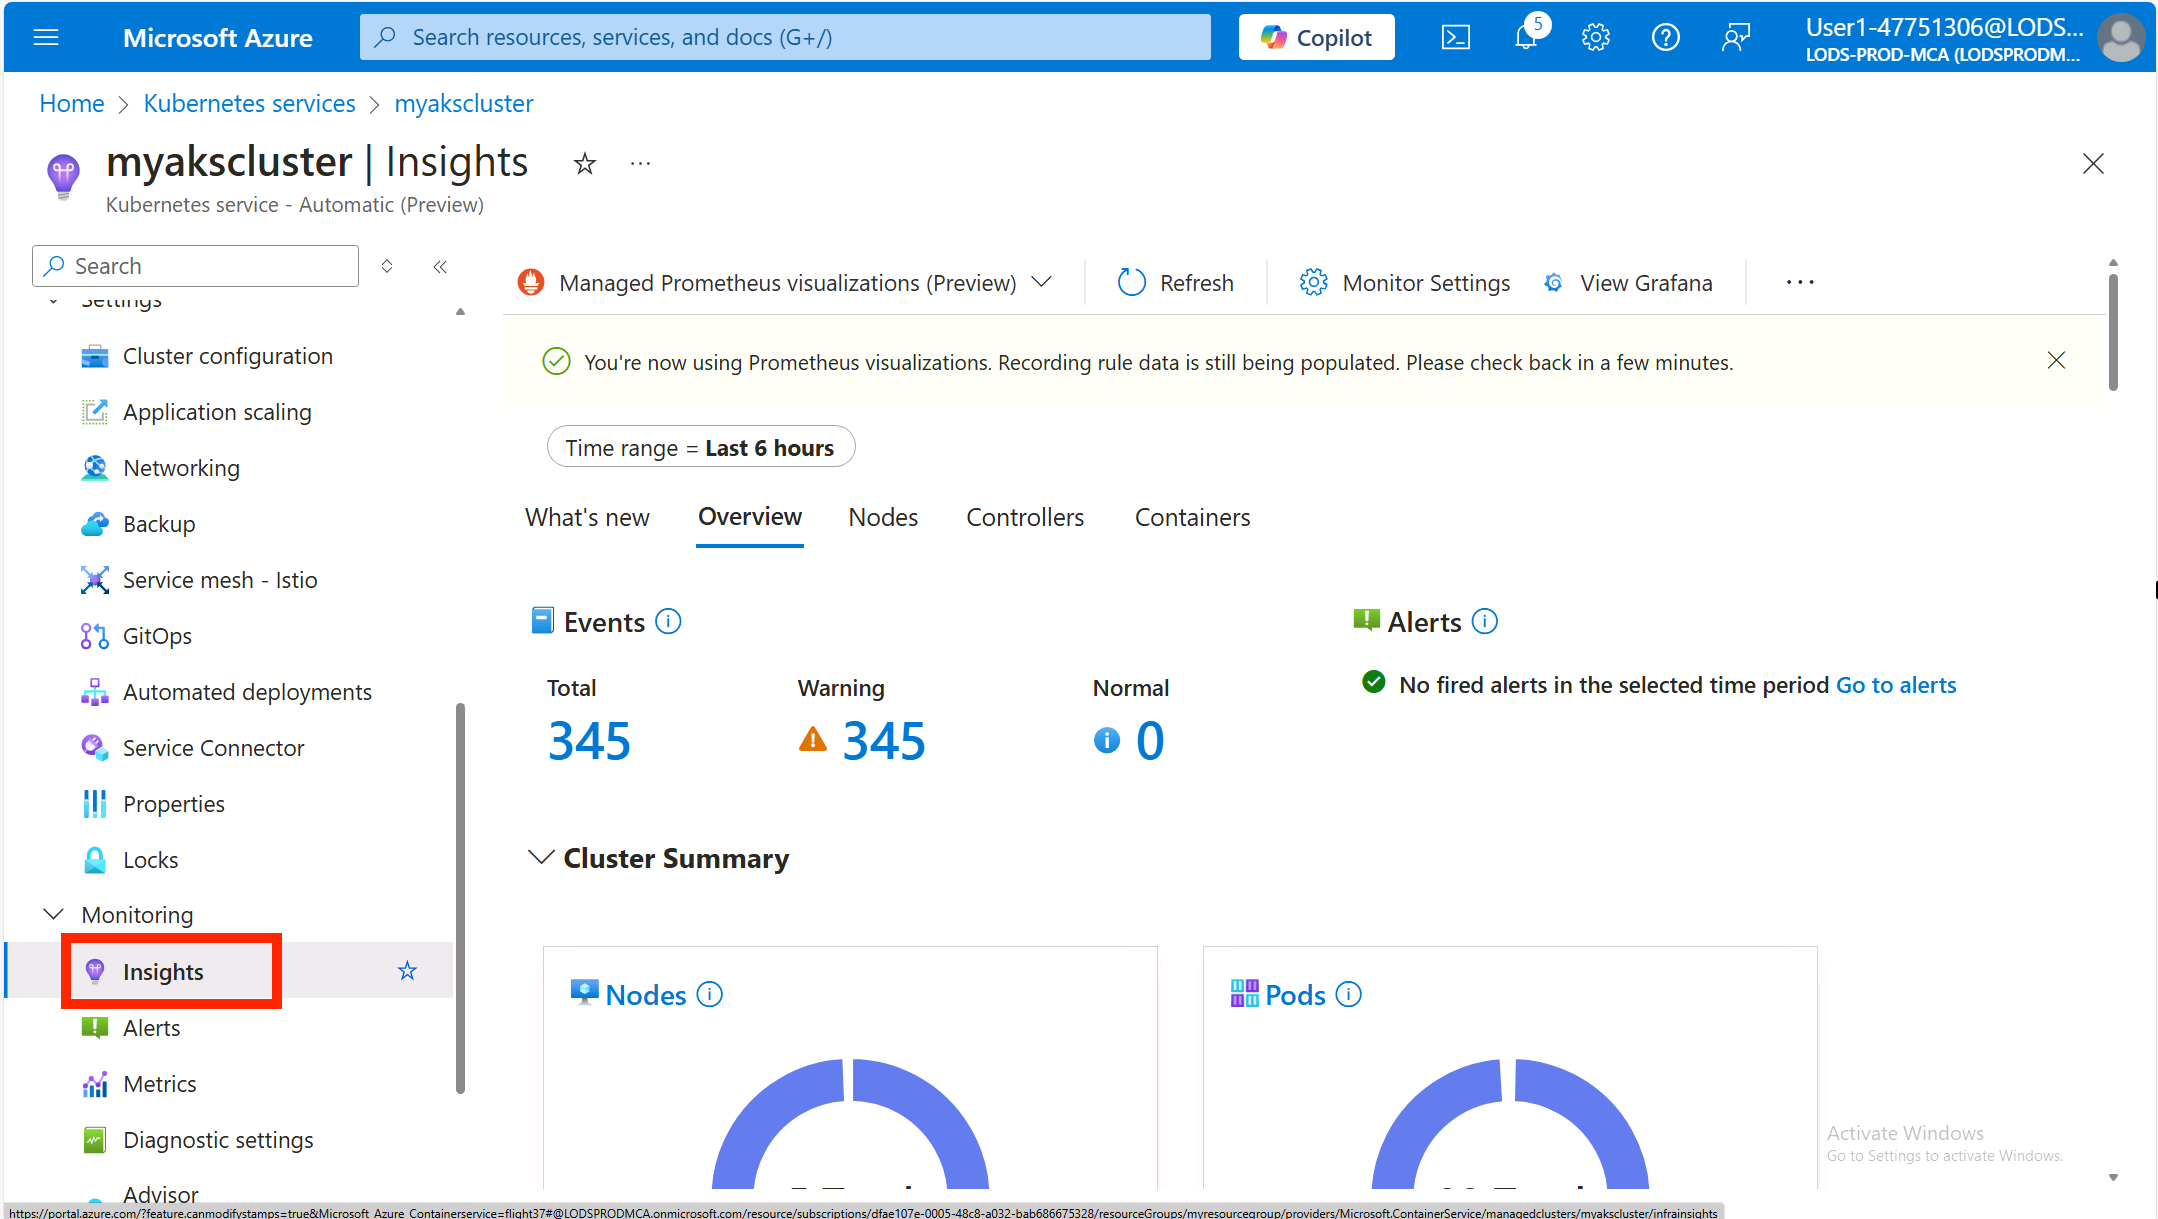 Microsoft Azure
Search resources, services, and docs (G+/)
Copilot
5
User1-47751306@LODS...
LODS-PROD-MCA (LODSPRODM...
Home > Kubernetes services > myakscluster
myakscluster | Insights
Kubernetes service - Automatic (Preview)
Search
Settings
Cluster configuration
Application scaling
Networking
Backup
Service mesh - Istio
GitOps
Automated deployments
Service Connector
Properties
Locks
Monitoring
Insights
Alerts
Metrics
Diagnostic settings
Advisor
Managed Prometheus visualizations (Preview)
Refresh
Monitor Settings
View Grafana
You're now using Prometheus visualizations. Recording rule data is still being populated. Please check back in a few minutes.
Time range = Last 6 hours
What's new
Overview
Nodes
Controllers
Containers
Events
Total
345
Warning
345
Normal
0
Alerts
No fired alerts in the selected time period Go to alerts
Cluster Summary
Nodes
Pods
Activate Windows
Go to Settings to activate Windows.
https://portal.azure.com/?feature.canmodifystamps=true&Microsoft_Azure_Containerservice=flight37#@LODSPRODMCA.onmicrosoft.com/resource/subscriptions/dfae107e-0005-48c8-a032-bab686675328/resourceGroups/myresourcegroup/providers/Microsoft.ContainerService/managedclusters/myakscluster/infrainsights